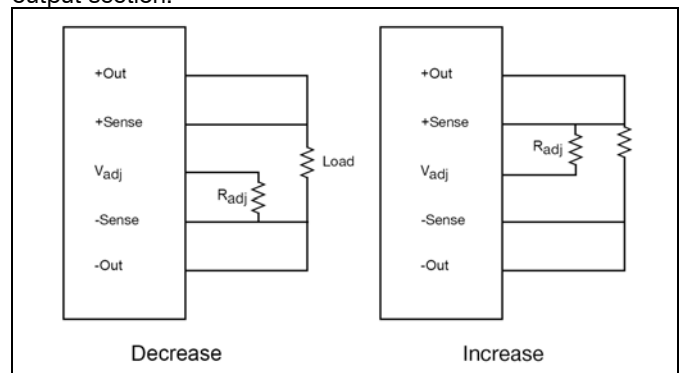 output section.
+Out
+Sense
Vadj
Radj
-Sense
-Out
Load
Decrease
+Out
+Sense
Radj
Vadj
-Sense
-Out
Increase